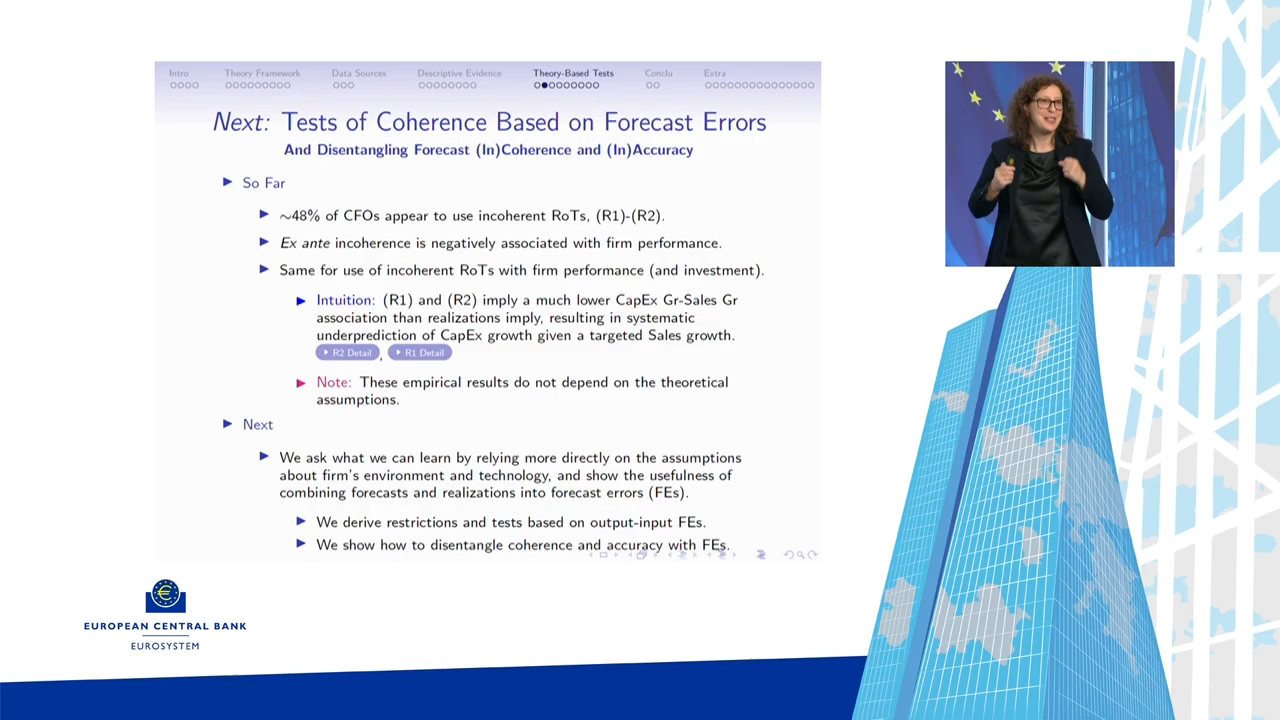 Intro Theory Framework Data Sources Descriptive Evidence Theory-Based Tests Conclu Extra
Next: Tests of Coherence Based on Forecast Errors
And Disentangling Forecast (In)Coherence and (In)Accuracy
So Far
∼48% of CFOs appear to use incoherent RoTs, (R1)-(R2).
Ex ante incoherence is negatively associated with firm performance.
Same for use of incoherent RoTs with firm performance (and investment).
Intuition: (R1) and (R2) imply a much lower CapEx Gr-Sales Gr
association than realizations imply, resulting in systematic
underprediction of CapEx growth given a targeted Sales growth.
R2 Detail , R1 Detail
Note: These empirical results do not depend on the theoretical
assumptions.
Next
We ask what we can learn by relying more directly on the assumptions
about firm's environment and technology, and show the usefulness of
combining forecasts and realizations into forecast errors (FEs).
We derive restrictions and tests based on output-input FEs.
We show how to disentangle coherence and accuracy with FEs.
EUROPEAN CENTRAL BANK
EUROSYSTEM